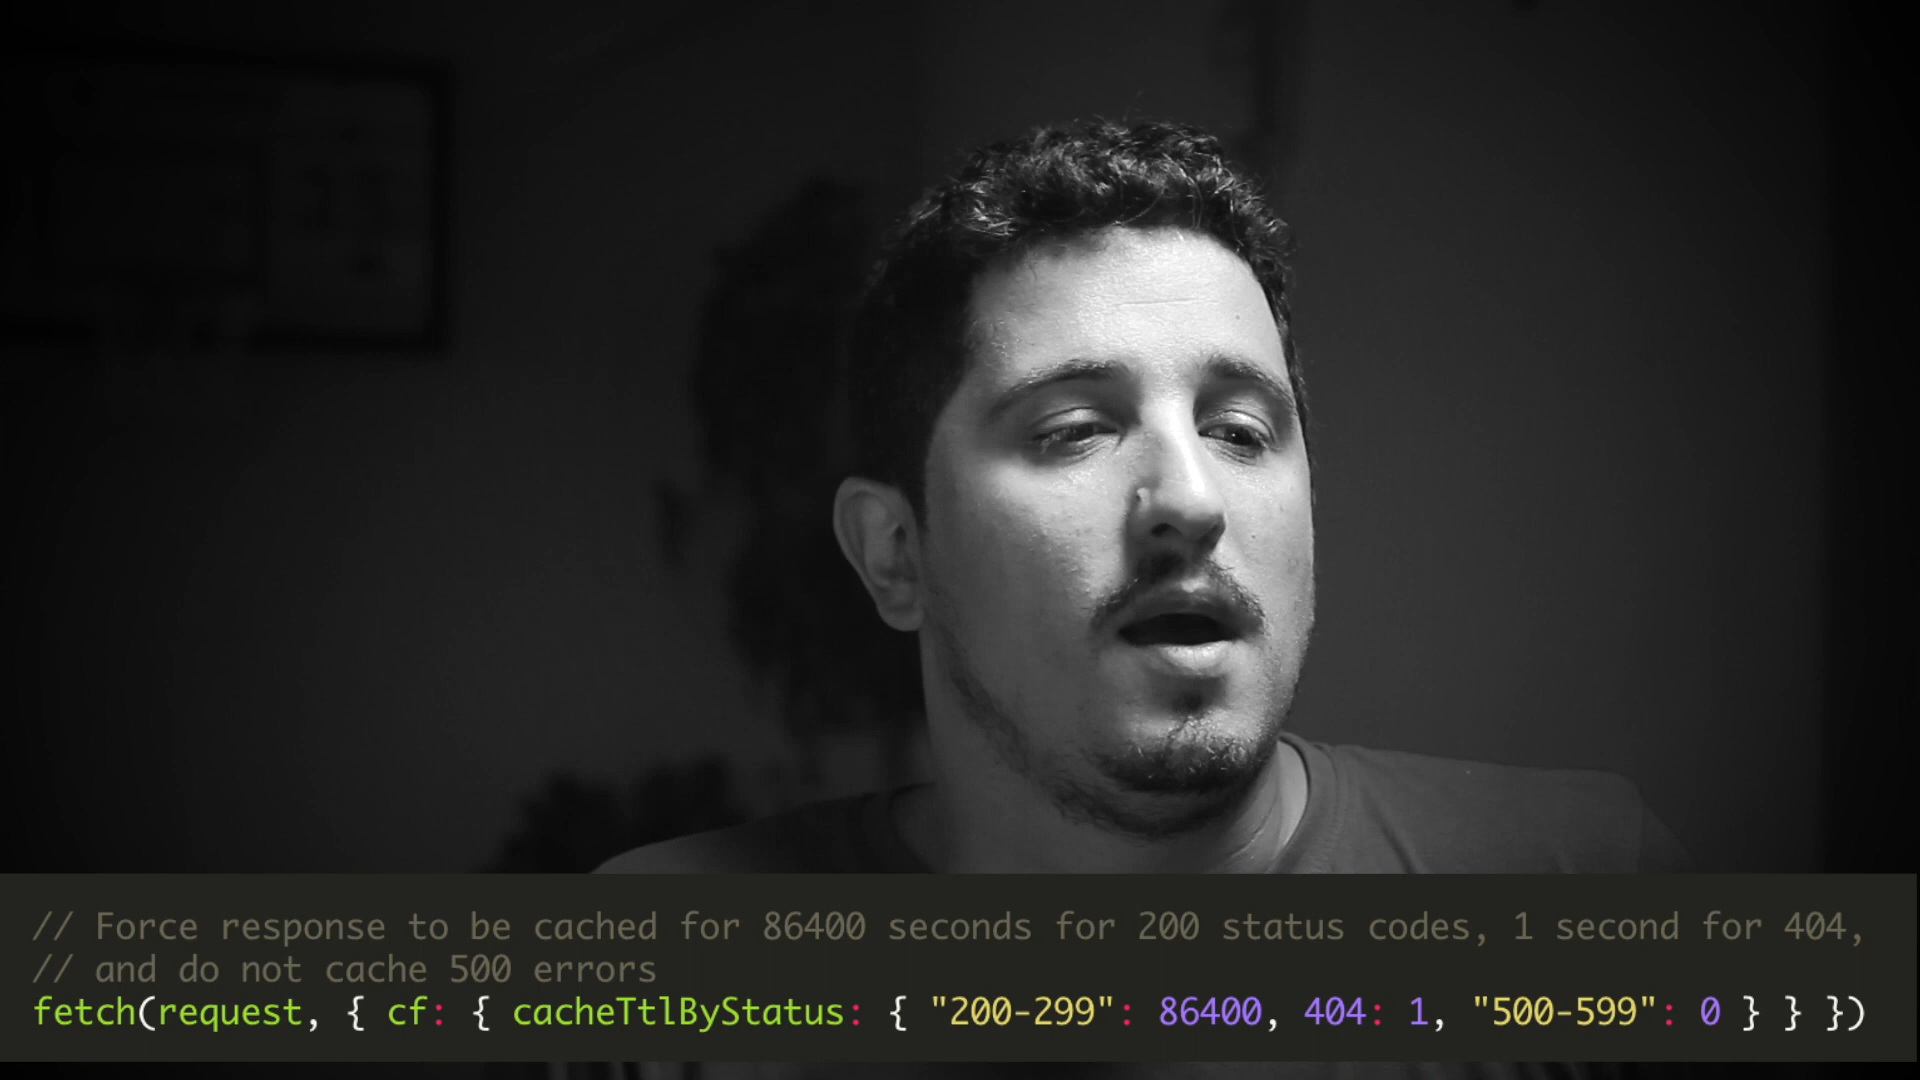 // Force response to be cached for 86400 seconds for 200 status codes, 1 second for 404,
// and do not cache 500 errors
fetch(request, { cf: { cacheTtlByStatus: { "200-299": 86400, 404: 1, "500-599": 0 } } })